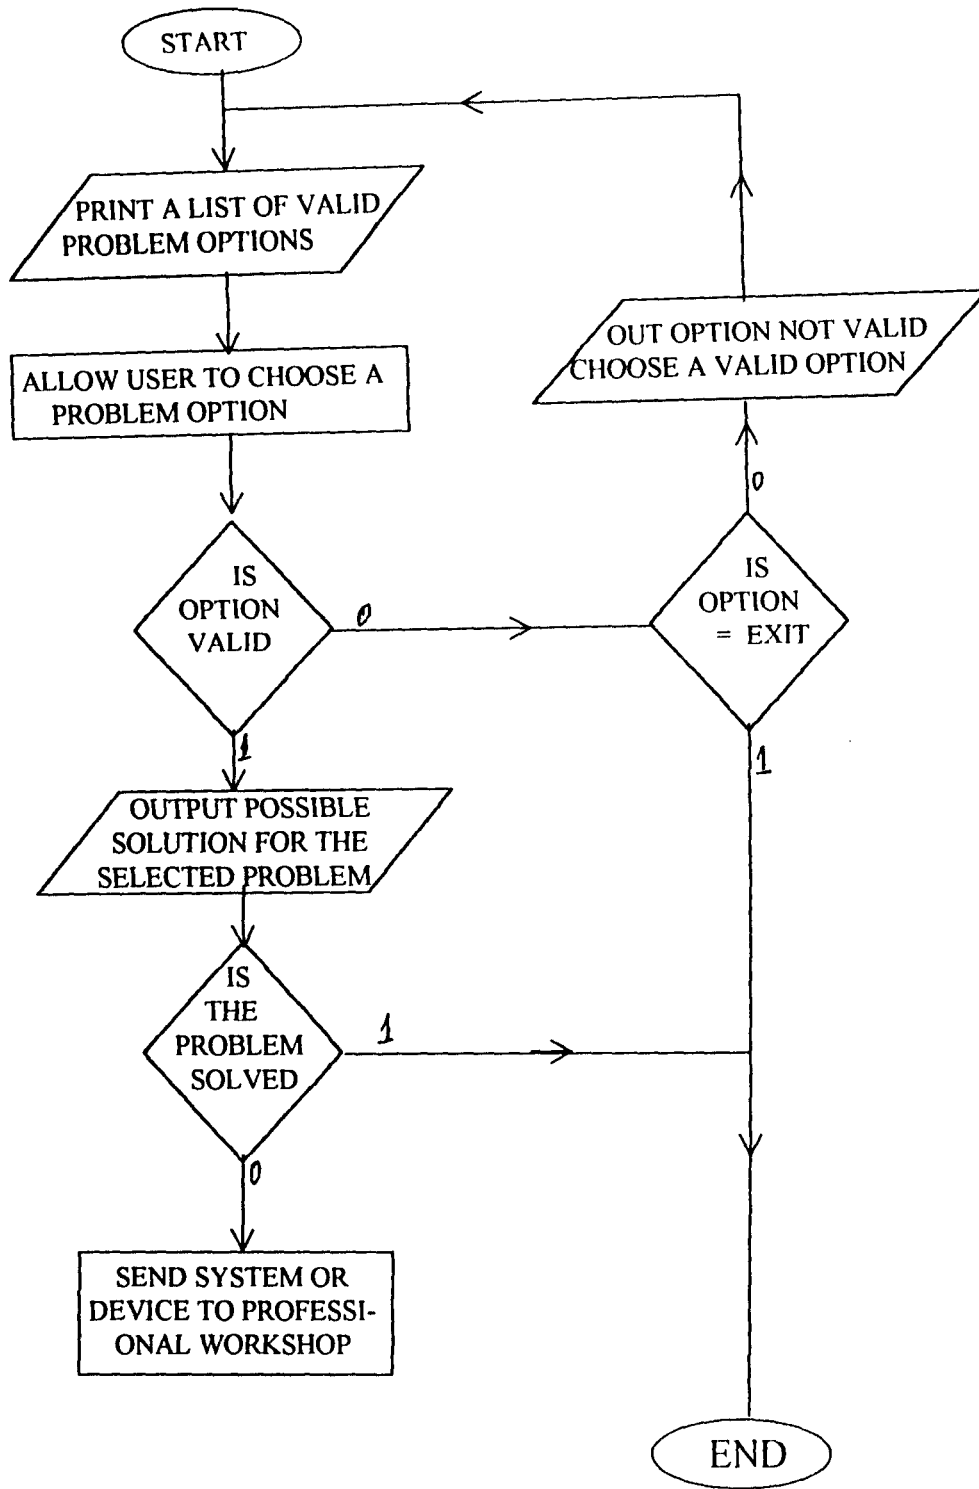 START
PRINT A LIST OF VALID
PROBLEM OPTIONS
ALLOW USER TO CHOOSE A
PROBLEM OPTION
IS
OPTION
VALID
0
1
IS
OPTION
= EXIT
0
1
OUT OPTION NOT VALID
CHOOSE A VALID OPTION
OUTPUT POSSIBLE
SOLUTION FOR THE
SELECTED PROBLEM
IS
THE
PROBLEM
SOLVED
1
0
SEND SYSTEM OR
DEVICE TO PROFESSI-
ONAL WORKSHOP
END